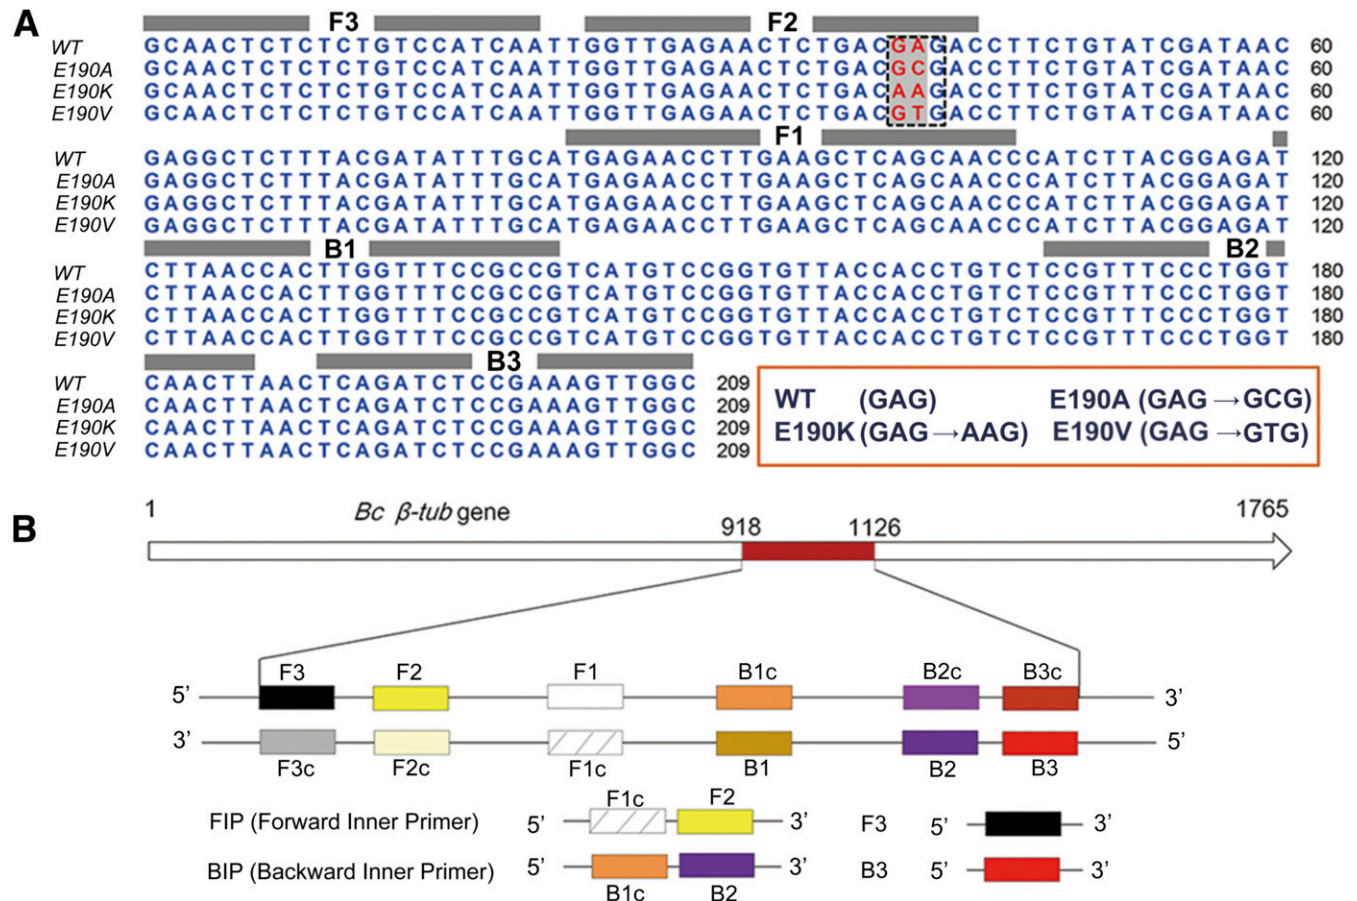 A
F3 F2
WT GCAACTCTCTCTGTCCATCAATTGGTTGAGAACTCTGACGAGACCTTCTGTATCGATAAC 60
E190A GCAACTCTCTCTGTCCATCAATTGGTTGAGAACTCTGACGCGACCTTCTGTATCGATAAC 60
E190K GCAACTCTCTCTGTCCATCAATTGGTTGAGAACTCTGACAAGACCTTCTGTATCGATAAC 60
E190V GCAACTCTCTCTGTCCATCAATTGGTTGAGAACTCTGACGTGACCTTCTGTATCGATAAC 60
F1
WT GAGGCTCTTTACGATATTTGCATGAGAACCTTGAAGCTCAGCAACCCATCTTACGGAGAT 120
E190A GAGGCTCTTTACGATATTTGCATGAGAACCTTGAAGCTCAGCAACCCATCTTACGGAGAT 120
E190K GAGGCTCTTTACGATATTTGCATGAGAACCTTGAAGCTCAGCAACCCATCTTACGGAGAT 120
E190V GAGGCTCTTTACGATATTTGCATGAGAACCTTGAAGCTCAGCAACCCATCTTACGGAGAT 120
B1 B2
WT CTTAACCACTTGGTTTCCGCCGTCATGTCCGGTGTTACCACCTGTCTCCGTTTCCCTGGT 180
E190A CTTAACCACTTGGTTTCCGCCGTCATGTCCGGTGTTACCACCTGTCTCCGTTTCCCTGGT 180
E190K CTTAACCACTTGGTTTCCGCCGTCATGTCCGGTGTTACCACCTGTCTCCGTTTCCCTGGT 180
E190V CTTAACCACTTGGTTTCCGCCGTCATGTCCGGTGTTACCACCTGTCTCCGTTTCCCTGGT 180
B3
WT CAACTTAACTCAGATCTCCGAAAGTTGGC 209
E190A CAACTTAACTCAGATCTCCGAAAGTTGGC 209
E190K CAACTTAACTCAGATCTCCGAAAGTTGGC 209
E190V CAACTTAACTCAGATCTCCGAAAGTTGGC 209
WT (GAG) E190A (GAG→GCG)
E190K (GAG→AAG) E190V (GAG→GTG)
B
1 Bc β-tub gene 918 1126 1765
F3 F2 F1 B1c B2c B3c
5' 3'
3' 5'
F3c F2c F1c B1 B2 B3
F1c F2
FIP (Forward Inner Primer) 5' 3' F3 5' 3'
BIP (Backward Inner Primer) 5' 3' B3 5' 3'
B1c B2